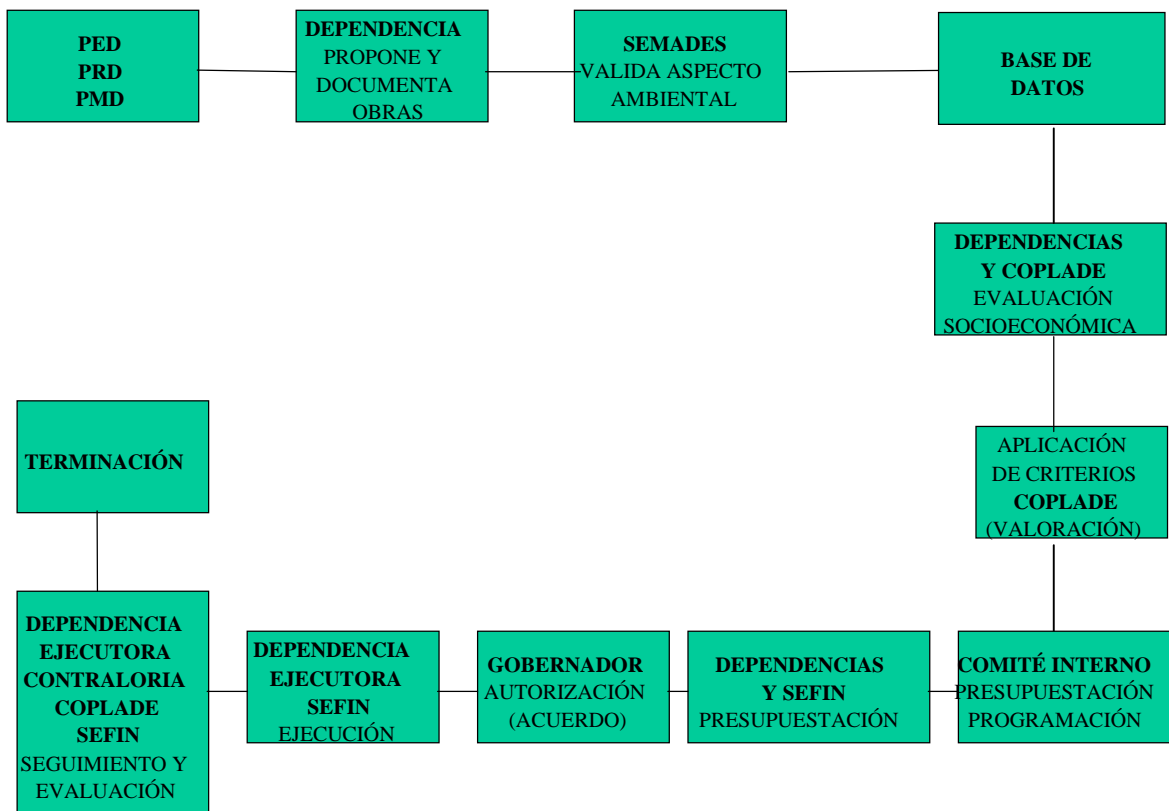 PED
PRD
PMD
DEPENDENCIA
PROPONE Y
DOCUMENTA
OBRAS
SEMADES
VALIDA ASPECTO
AMBIENTAL
BASE DE
DATOS
DEPENDENCIAS
Y COPLADE
EVALUACIÓN
SOCIOECONÓMICA
APLICACIÓN
DE CRITERIOS
COPLADE
(VALORACIÓN)
COMITÉ INTERNO
PRESUPUESTACIÓN
PROGRAMACIÓN
DEPENDENCIAS
Y SEFIN
PRESUPUESTACIÓN
GOBERNADOR
AUTORIZACIÓN
(ACUERDO)
DEPENDENCIA
EJECUTORA
SEFIN
EJECUCIÓN
DEPENDENCIA
EJECUTORA
CONTRALORIA
COPLADE
SEFIN
SEGUIMIENTO Y
EVALUACIÓN
TERMINACIÓN